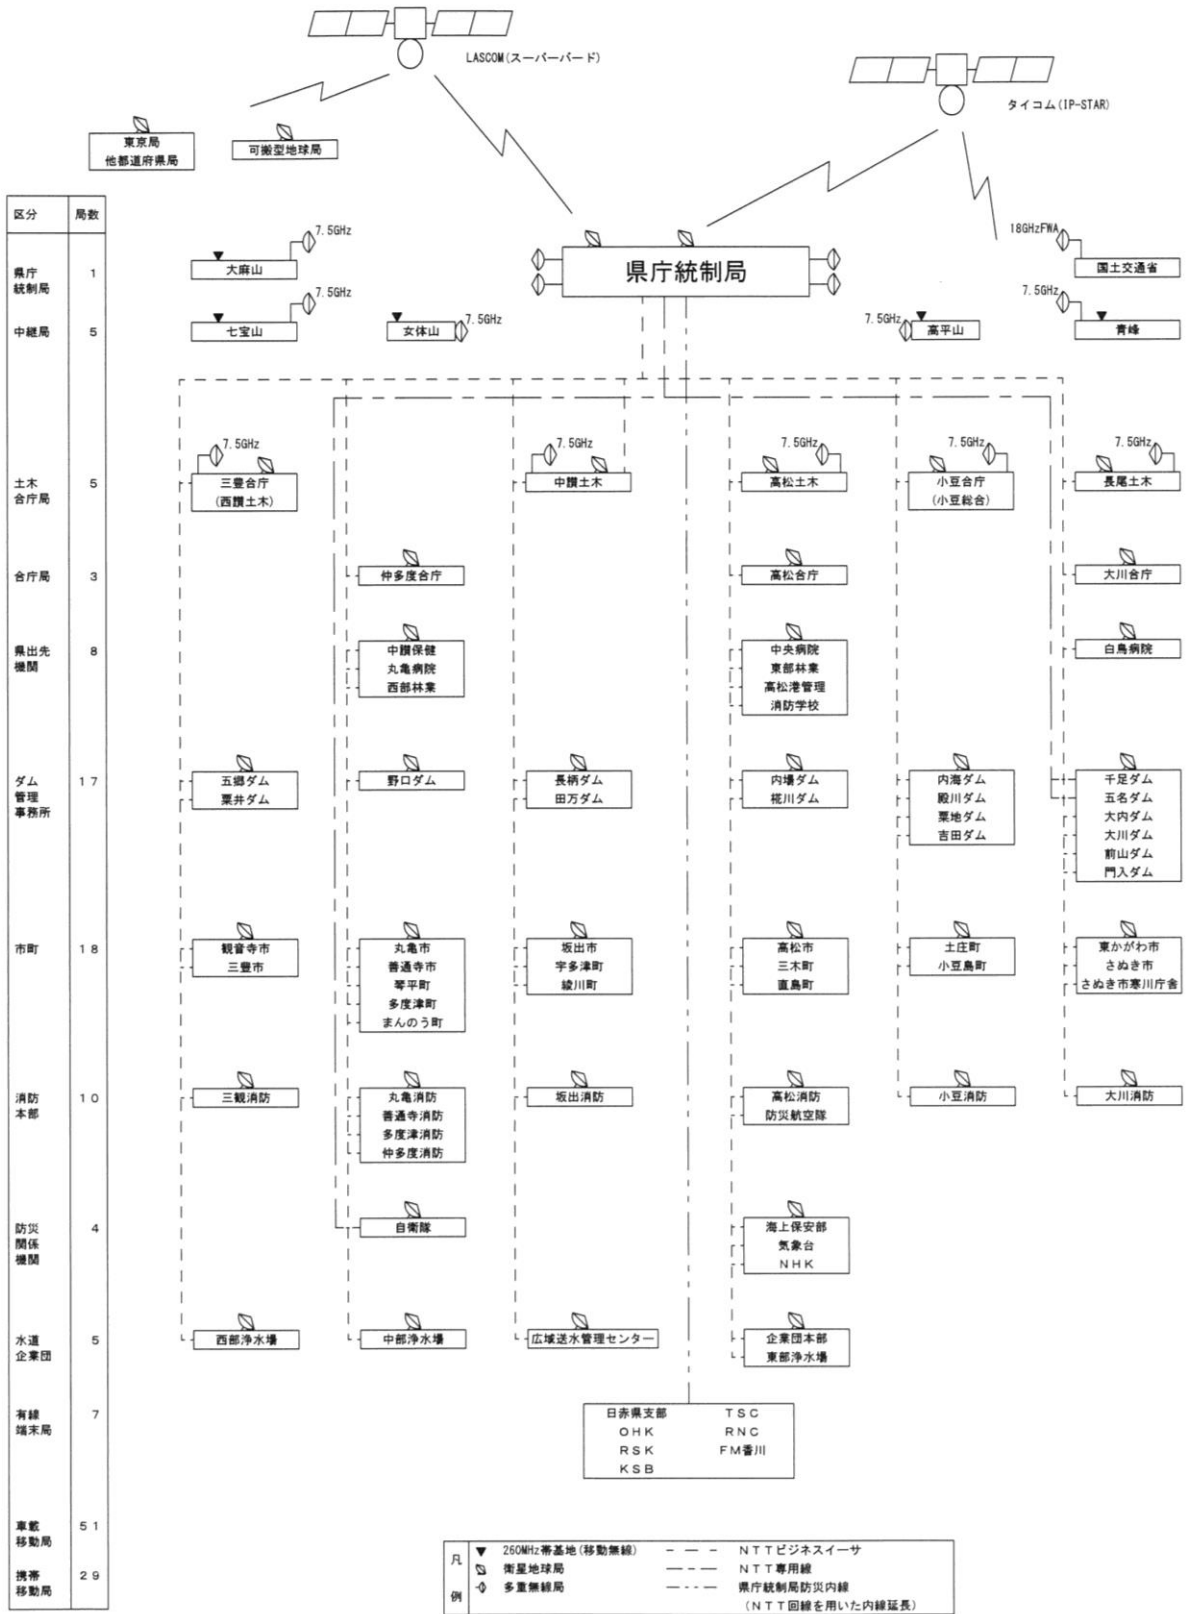 LASCOM(スーパーバード)
タイコム(IP-STAR)
東京局
他都道府県局
可搬型地球局
区分 局数
県庁
統制局 1
中継局 5
土木
合庁局 5
合庁局 3
県出先
機関 8
ダム
管理
事務所 17
市町 18
消防
本部 10
防災
関係
機関 4
水道
企業団 5
有線
端末局 7
車載
移動局 51
携帯
移動局 29
7.5GHz
大麻山
県庁統制局
18GHzFWA
国土交通省
7.5GHz
七宝山
女体山
7.5GHz
7.5GHz
高平山
7.5GHz
青峰
7.5GHz
三豊合庁
(西讃土木)
7.5GHz
中讃土木
7.5GHz
高松土木
7.5GHz
小豆合庁
(小豆総合)
7.5GHz
長尾土木
仲多度合庁
高松合庁
大川合庁
中讃保健
丸亀病院
西部林業
中央病院
東部林業
高松港管理
消防学校
白鳥病院
五郷ダム
粟井ダム
野口ダム
長柄ダム
田万ダム
内場ダム
椛川ダム
内海ダム
殿川ダム
粟地ダム
吉田ダム
千足ダム
五名ダム
大内ダム
大川ダム
前山ダム
門入ダム
観音寺市
三豊市
丸亀市
善通寺市
琴平町
多度津町
まんのう町
坂出市
宇多津町
綾川町
高松市
三木町
直島町
土庄町
小豆島町
東かがわ市
さぬき市
さぬき市寒川庁舎
三観消防
丸亀消防
善通寺消防
多度津消防
仲多度消防
坂出消防
高松消防
防災航空隊
小豆消防
大川消防
自衛隊
海上保安部
気象台
NHK
西部浄水場
中部浄水場
広域送水管理センター
企業団本部
東部浄水場
日赤県支部 TSC
OHK RNC
RSK FM香川
KSB
凡例
260MHz帯基地(移動無線)
衛星地球局
多重無線局
NTTビジネスイーサ
NTT専用線
県庁統制局防災内線
(NTT回線を用いた内線延長)